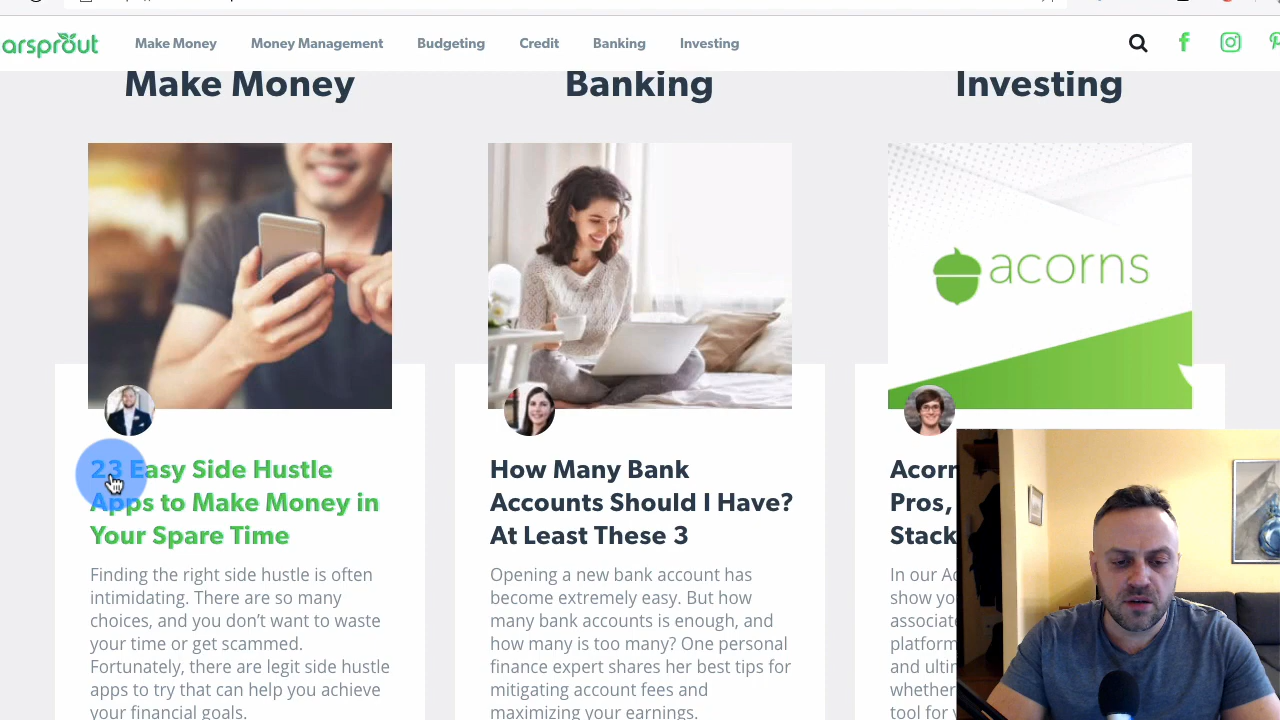 arsprout
Make Money
Money Management
Budgeting
Credit
Banking
Investing
Make Money
Banking
Investing
acorns
23 Easy Side Hustle
Apps to Make Money in
Your Spare Time
Finding the right side hustle is often
intimidating. There are so many
choices, and you don't want to waste
your time or get scammed.
Fortunately, there are legit side hustle
apps to try that can help you achieve
your financial goals.
How Many Bank
Accounts Should I Have?
At Least These 3
Opening a new bank account has
become extremely easy. But how
many bank accounts is enough, and
how many is too many? One personal
finance expert shares her best tips for
mitigating account fees and
maximizing your earnings.
Acorn
Pros,
Stack
In our Ac
show yo
associate
platform
and ultin
whether
tool for